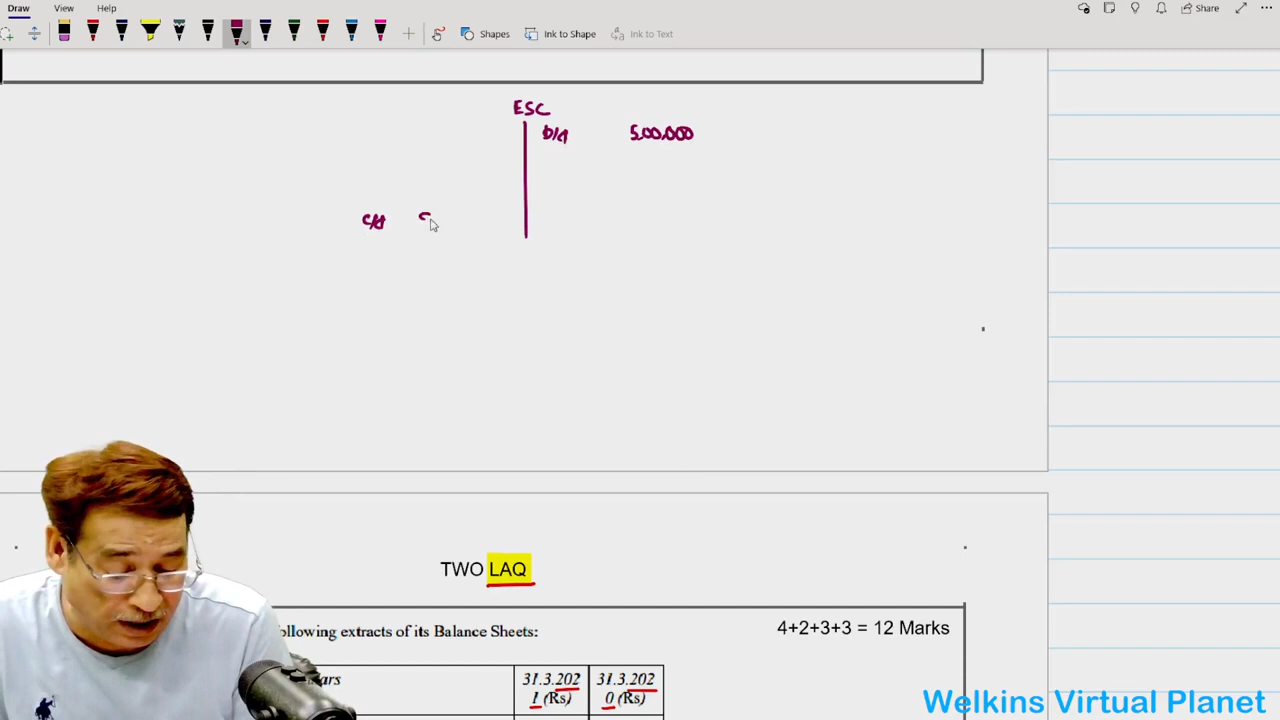 Draw View Help
Shapes Ink to Shape Ink to Text Share
ESC
b/d 5,00,000
c/d
TWO LAQ
ollowing extracts of its Balance Sheets: 4+2+3+3 = 12 Marks
ars 31.3.202 31.3.202
1 (Rs) 0 (Rs)
Welkins Virtual Planet